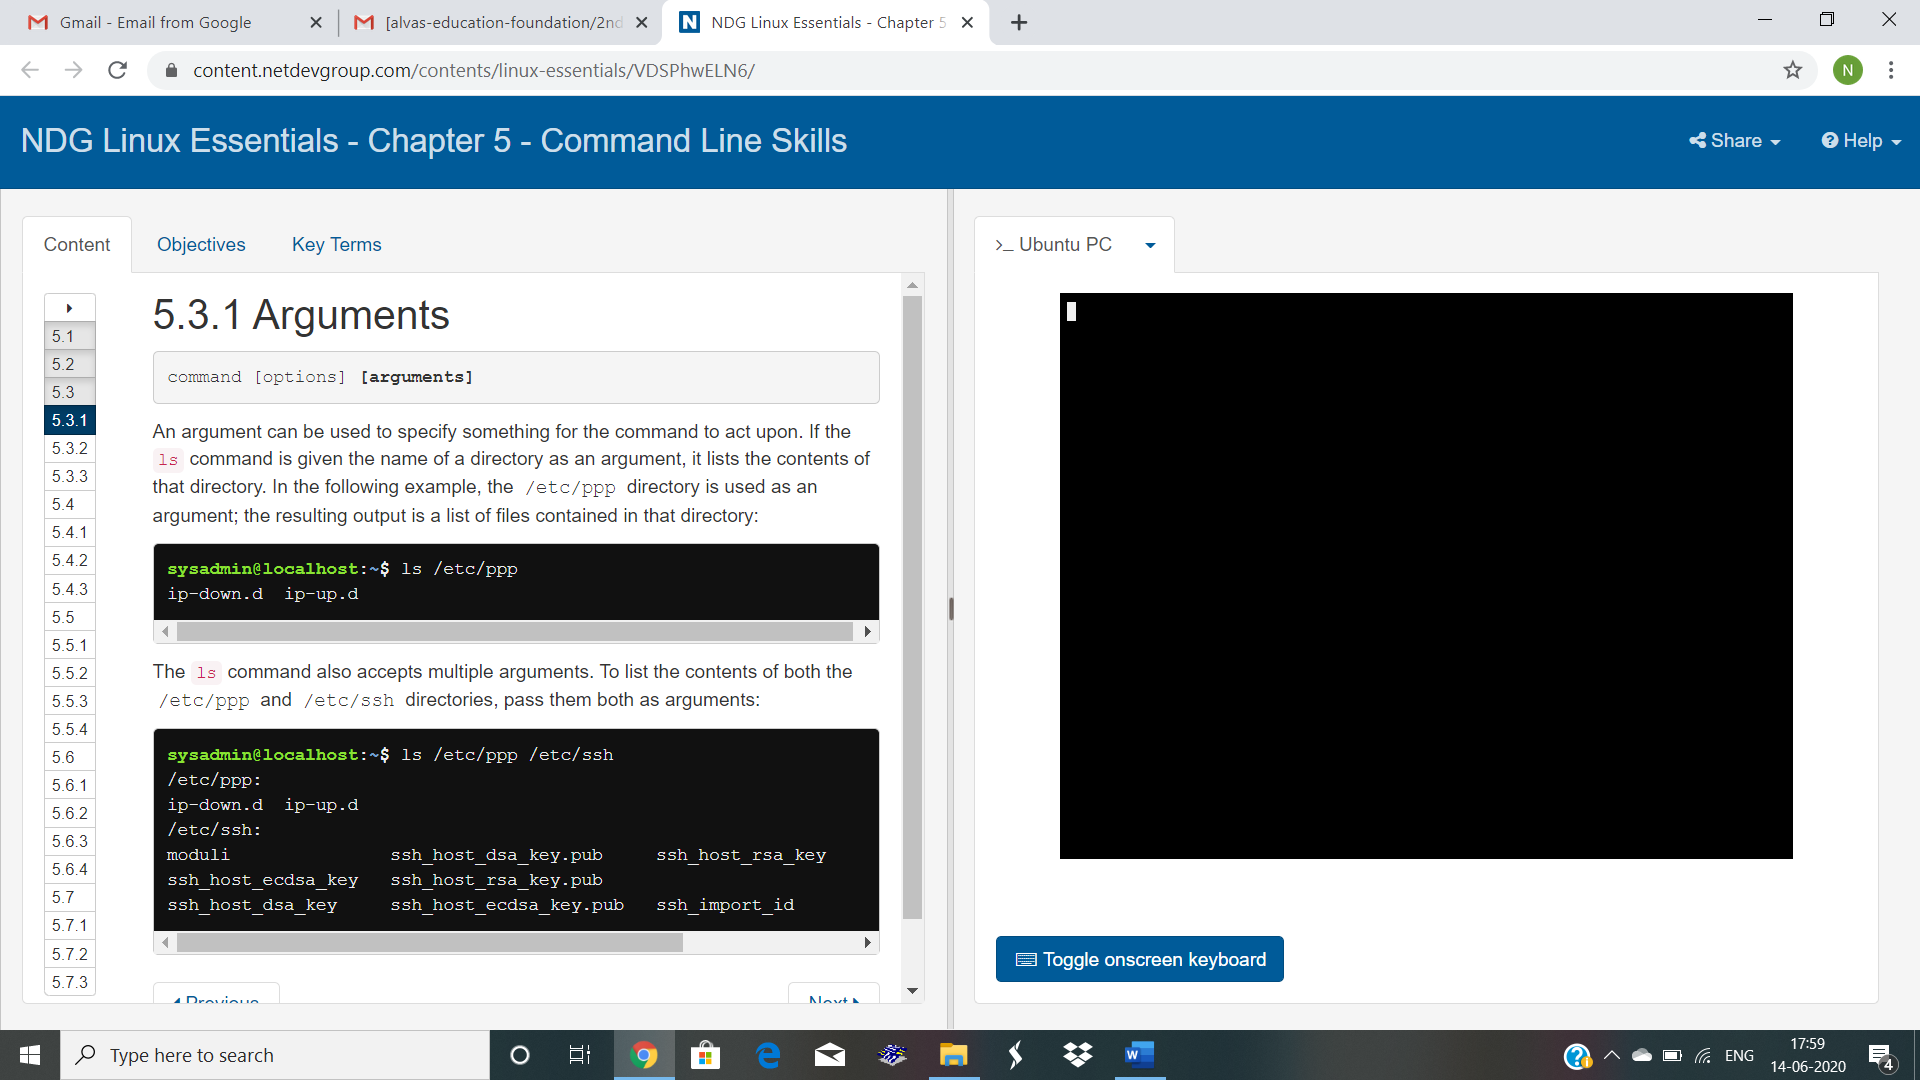 Gmail - Email from Google
[alvas-education-foundation/2nd
NDG Linux Essentials - Chapter 5
content.netdevgroup.com/contents/linux-essentials/VDSPhwELN6/
N
NDG Linux Essentials - Chapter 5 - Command Line Skills
Share
Help
Content
Objectives
Key Terms
5.1
5.2
5.3
5.3.1
5.3.2
5.3.3
5.4
5.4.1
5.4.2
5.4.3
5.5
5.5.1
5.5.2
5.5.3
5.5.4
5.6
5.6.1
5.6.2
5.6.3
5.6.4
5.7
5.7.1
5.7.2
5.7.3
5.3.1 Arguments
command [options] [arguments]
An argument can be used to specify something for the command to act upon. If the
ls command is given the name of a directory as an argument, it lists the contents of
that directory. In the following example, the /etc/ppp directory is used as an
argument; the resulting output is a list of files contained in that directory:
sysadmin@localhost:~$ ls /etc/ppp
ip-down.d ip-up.d
The ls command also accepts multiple arguments. To list the contents of both the
/etc/ppp and /etc/ssh directories, pass them both as arguments:
sysadmin@localhost:~$ ls /etc/ppp /etc/ssh
/etc/ppp:
ip-down.d ip-up.d
/etc/ssh:
moduli ssh_host_dsa_key.pub ssh_host_rsa_key
ssh_host_ecdsa_key ssh_host_rsa_key.pub
ssh_host_dsa_key ssh_host_ecdsa_key.pub ssh_import_id
Previous
Next
>_ Ubuntu PC
Toggle onscreen keyboard
Type here to search
ENG
17:59
14-06-2020
4